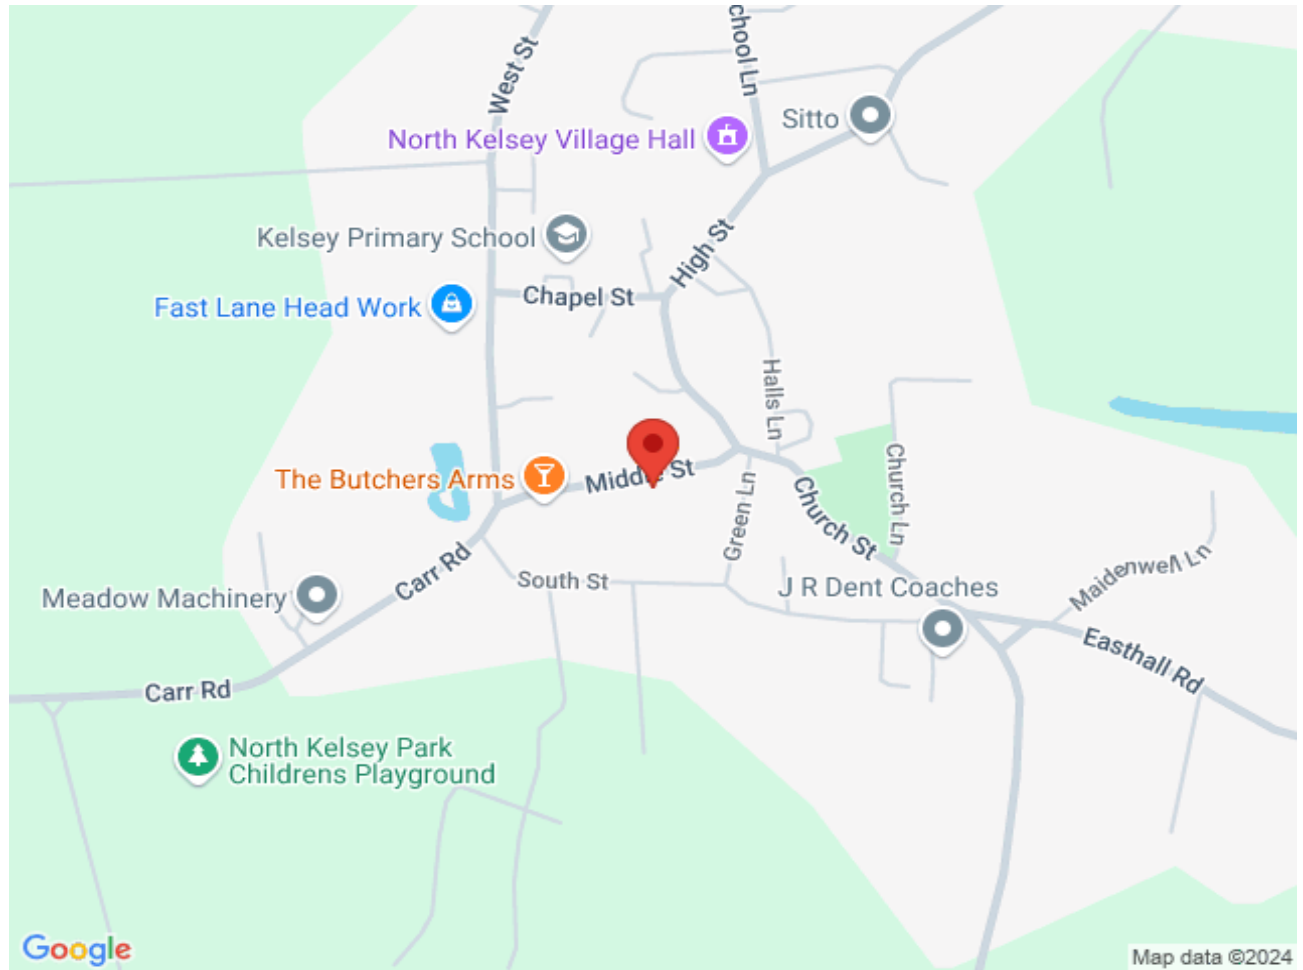 West St
chool Ln
Sitto
North Kelsey Village Hall
Kelsey Primary School
High St
Chapel St
Fast Lane Head Work
Halls Ln
Church Ln
The Butchers Arms
Middle St
Green Ln
Church St
Carr Rd
South St
Maidenwell Ln
Meadow Machinery
J R Dent Coaches
Easthall Rd
Carr Rd
North Kelsey Park
Childrens Playground
Google
Map data ©2024